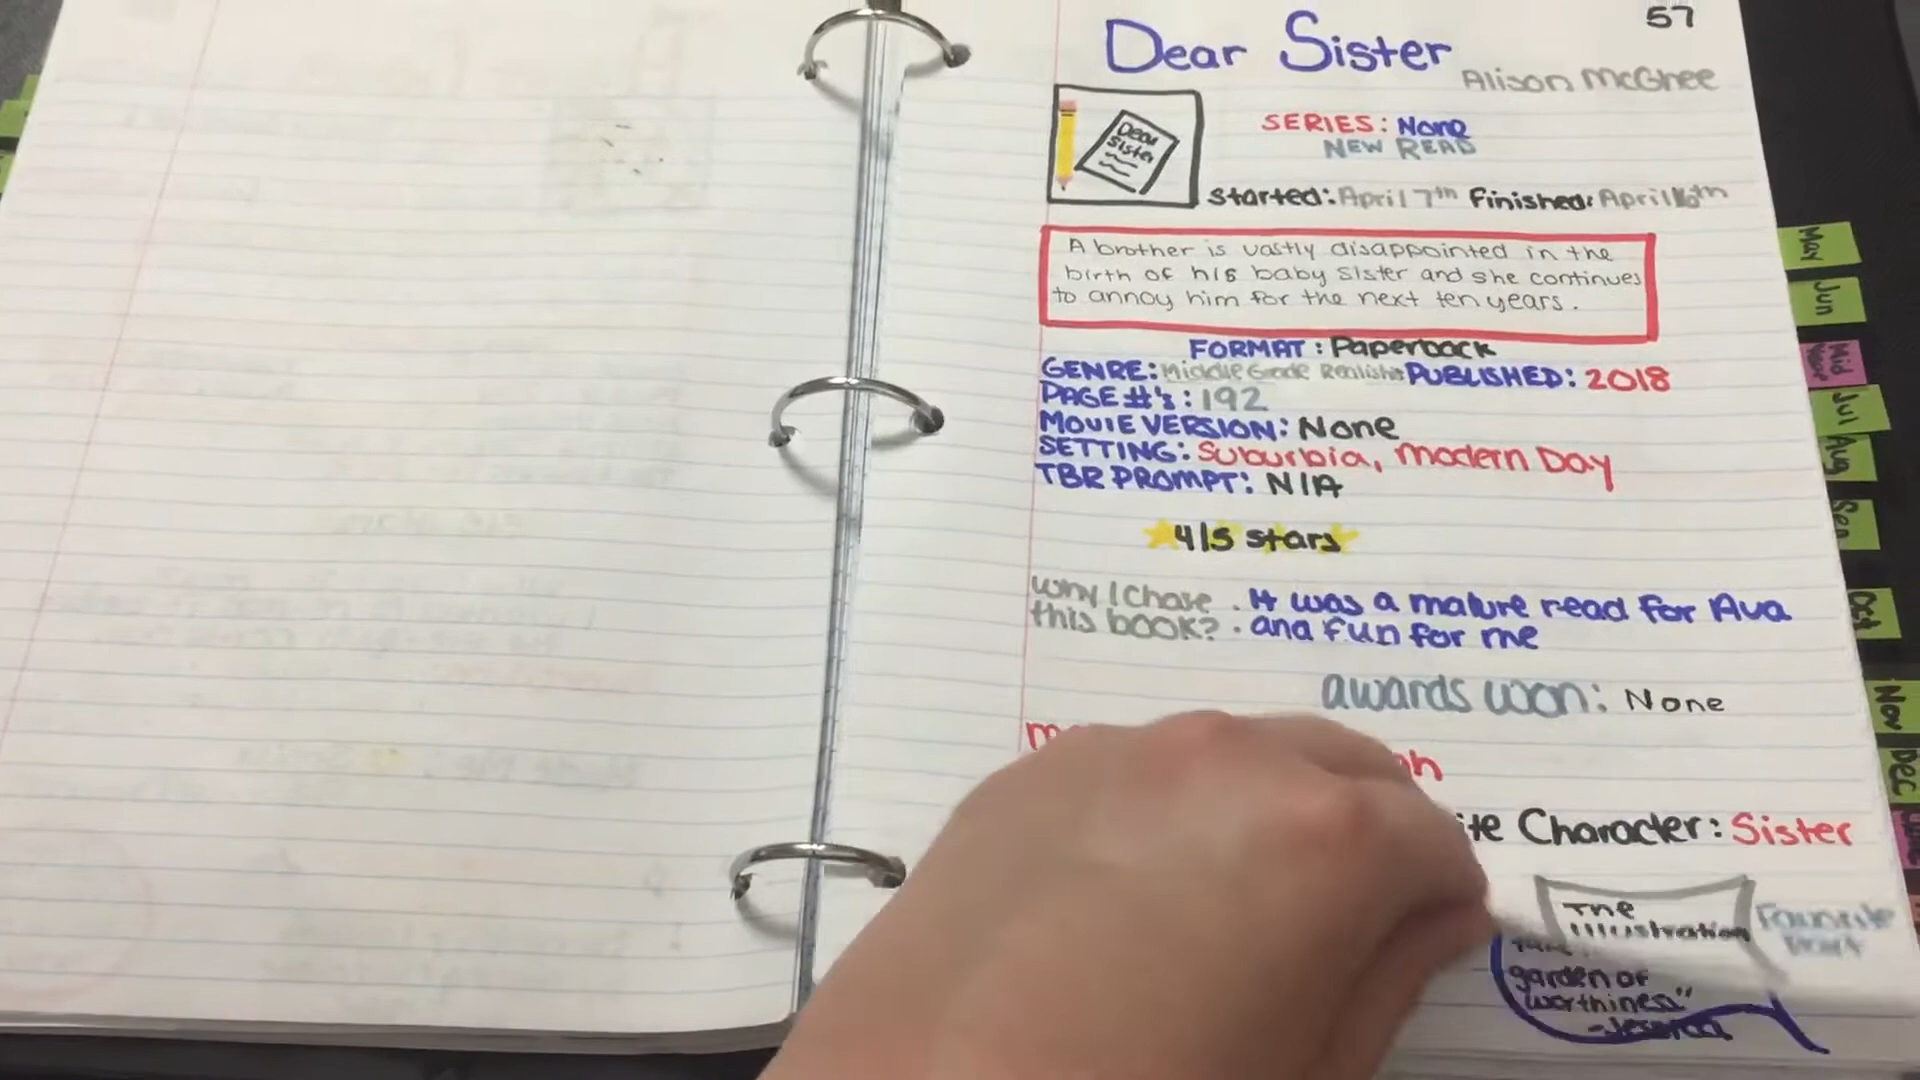 57
Dear Sister
Alison McGhee
Dear
Sister
SERIES: None
NEW READ
Started: April 7th Finished: April 16th
A brother is vastly disappointed in the
birth of his baby sister and she continues
to annoy him for the next ten years.
FORMAT: Paperback
GENRE: Middle Grade Realistic PUBLISHED: 2018
PAGE #'s: 192
MOVIE VERSION: None
SETTING: Suburbia, Modern Day
TBR PROMPT: N/A
4/5 stars
Why I chose . It was a mature read for Ava
this book? . and fun for me
awards won: None
Character: Sister
The
Illustration
Favorite
Part
garden of
worthiness"
May
Jun
Mid
Year
Jul
Aug
Sep
Oct
Nov
Dec